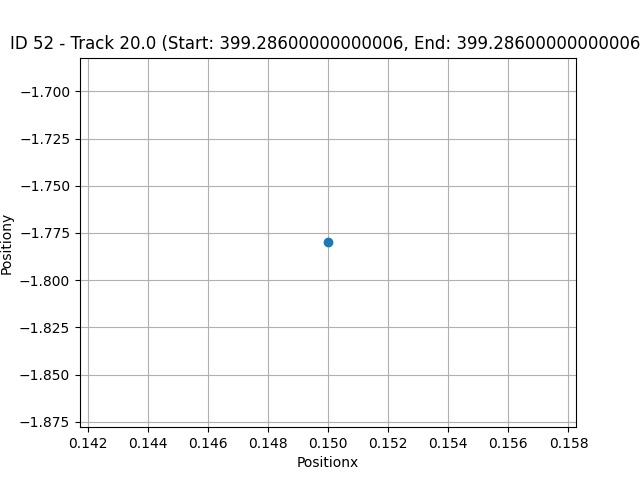 ID 52 - Track 20.0 (Start: 399.28600000000006, End: 399.28600000000006
−1.700
−1.725
−1.750
−1.775
−1.800
−1.825
−1.850
−1.875
Positiony
0.142 0.144 0.146 0.148 0.150 0.152 0.154 0.156 0.158
Positionx